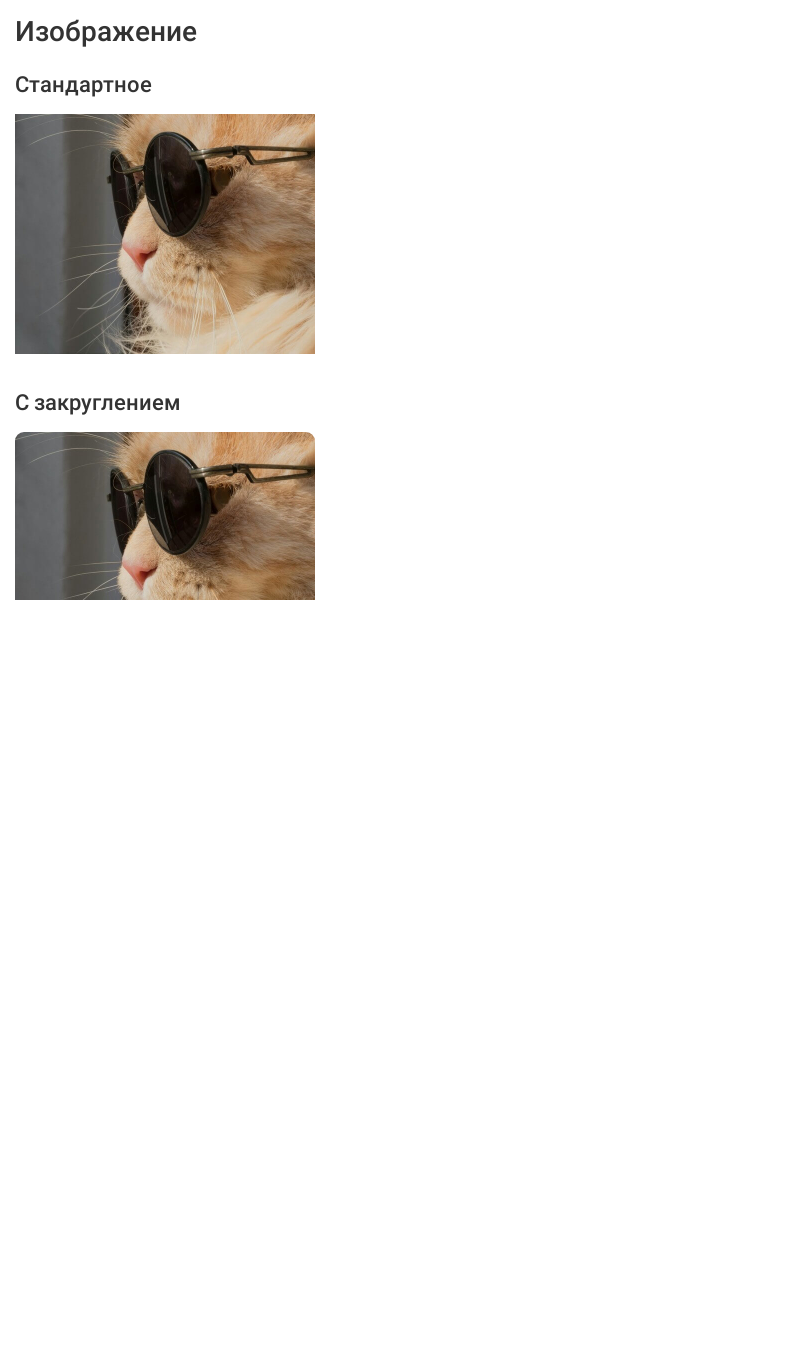 Изображение
Стандартное
С закруглением